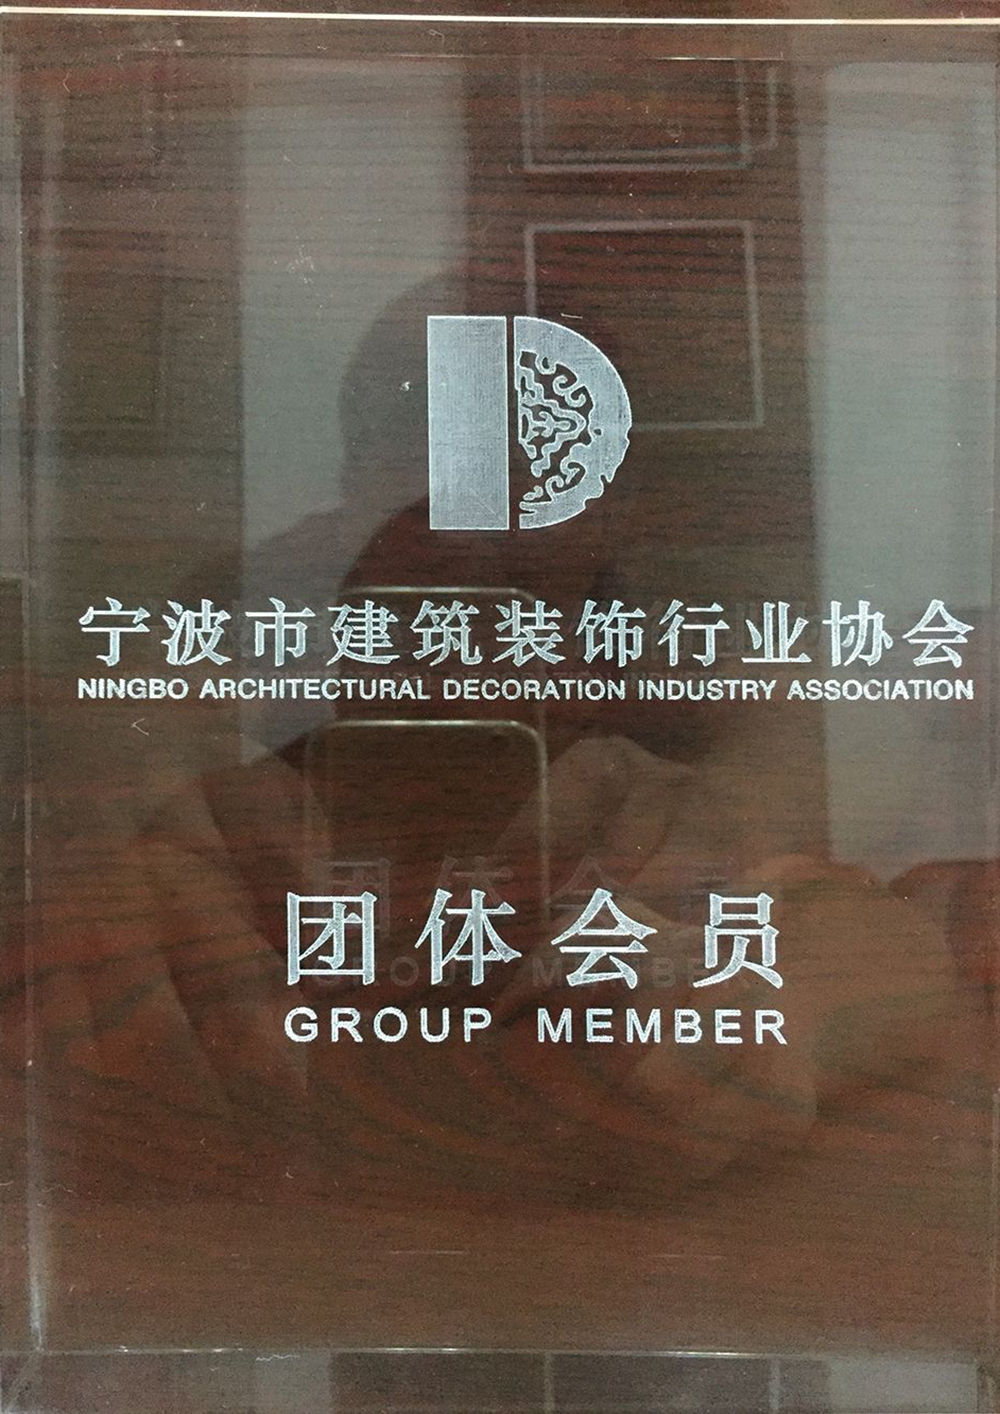 宁波市建筑装饰行业协会
NINGBO ARCHITECTURAL DECORATION INDUSTRY ASSOCIATION
团体会员
GROUP MEMBER